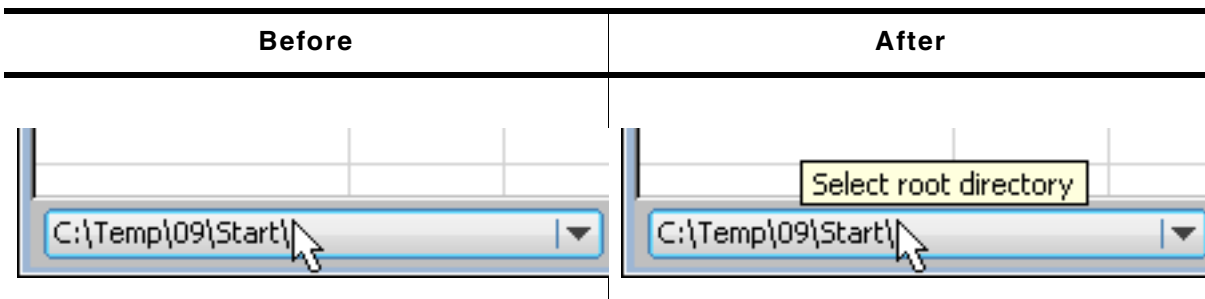 Before
After
C:\Temp\09\Start\
Select root directory
C:\Temp\09\Start\